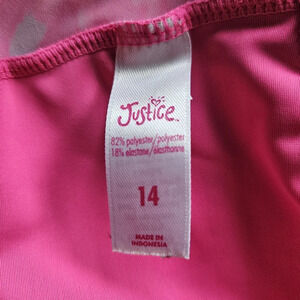 Justice
82% polyester/polyester
18% elastane/élasthanne
14
MADE IN
INDONESIA